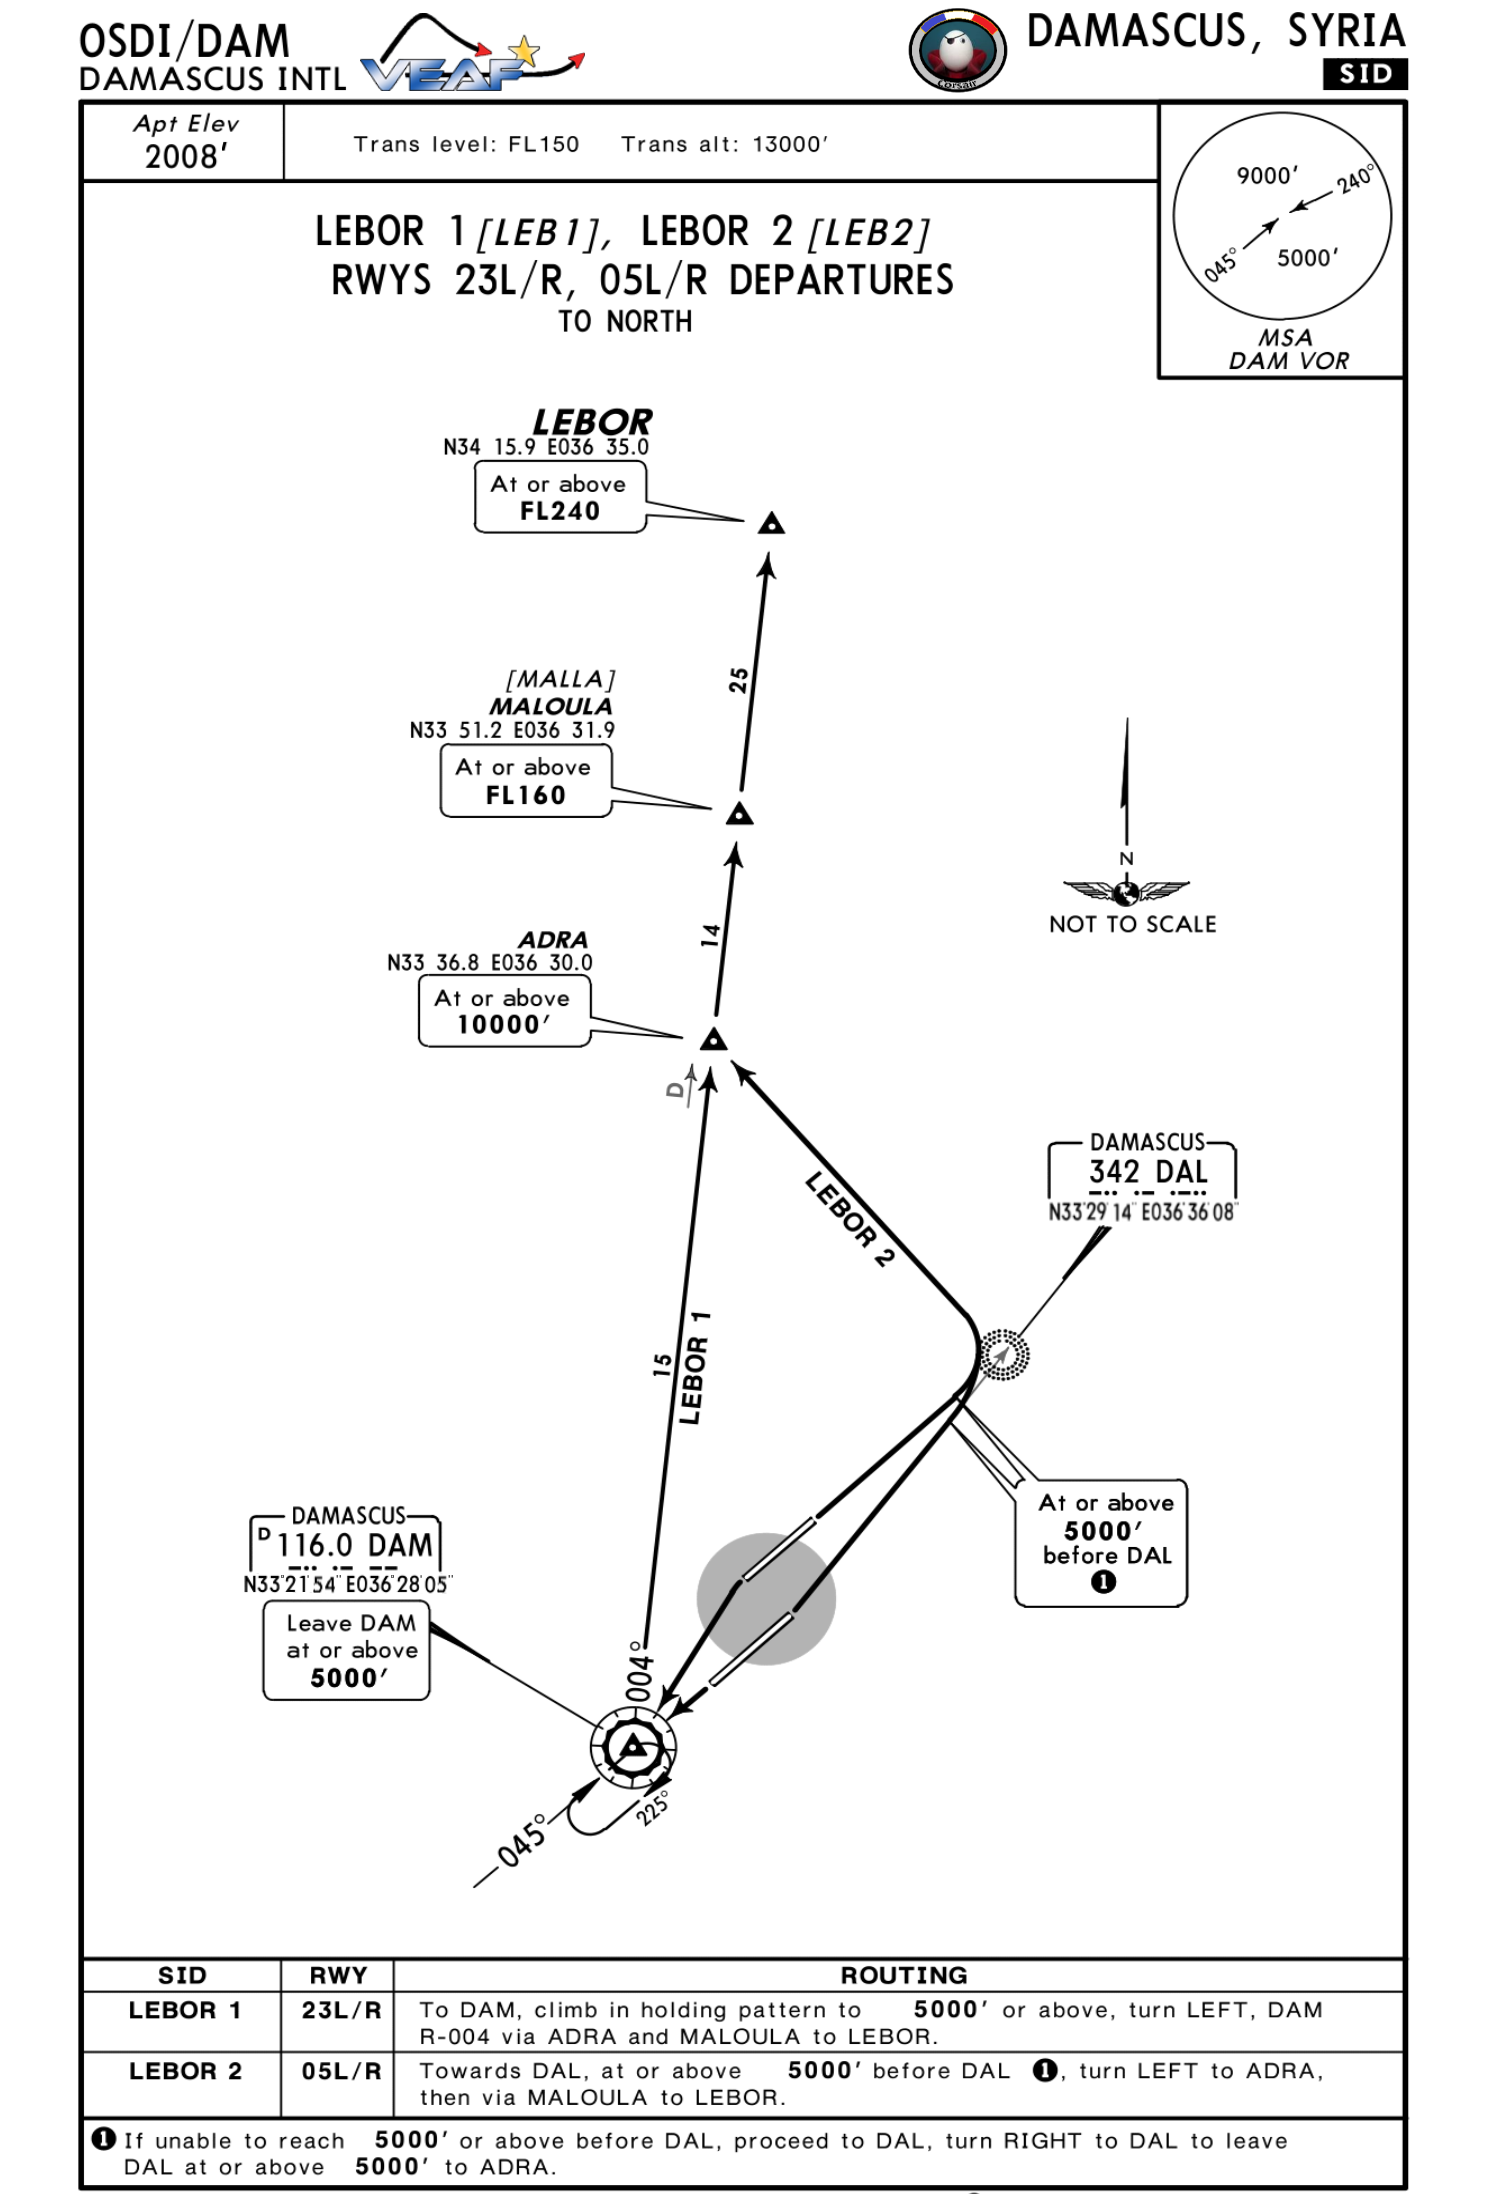 OSDI/DAM
DAMASCUS INTL
VEAF
Corsair
DAMASCUS, SYRIA
SID
Apt Elev
2008'
Trans level: FL150 Trans alt: 13000'
9000'
240°
045°
5000'
MSA
DAM VOR
LEBOR 1 [LEB1], LEBOR 2 [LEB2]
RWYS 23L/R, 05L/R DEPARTURES
TO NORTH
LEBOR
N34 15.9 E036 35.0
At or above
FL240
25
[MALLA]
MALOULA
N33 51.2 E036 31.9
At or above
FL160
N
NOT TO SCALE
14
ADRA
N33 36.8 E036 30.0
At or above
10000'
D
DAMASCUS
342 DAL
N33°29'14" E036°36'08"
LEBOR 2
15
LEBOR 1
At or above
5000'
before DAL
1
DAMASCUS
D 116.0 DAM
N33°21'54" E036°28'05"
Leave DAM
at or above
5000'
004°
225°
045°
SID RWY ROUTING
LEBOR 1 23L/R To DAM, climb in holding pattern to 5000' or above, turn LEFT, DAM
R-004 via ADRA and MALOULA to LEBOR.
LEBOR 2 05L/R Towards DAL, at or above 5000' before DAL 1, turn LEFT to ADRA,
then via MALOULA to LEBOR.
1 If unable to reach 5000' or above before DAL, proceed to DAL, turn RIGHT to DAL to leave
DAL at or above 5000' to ADRA.